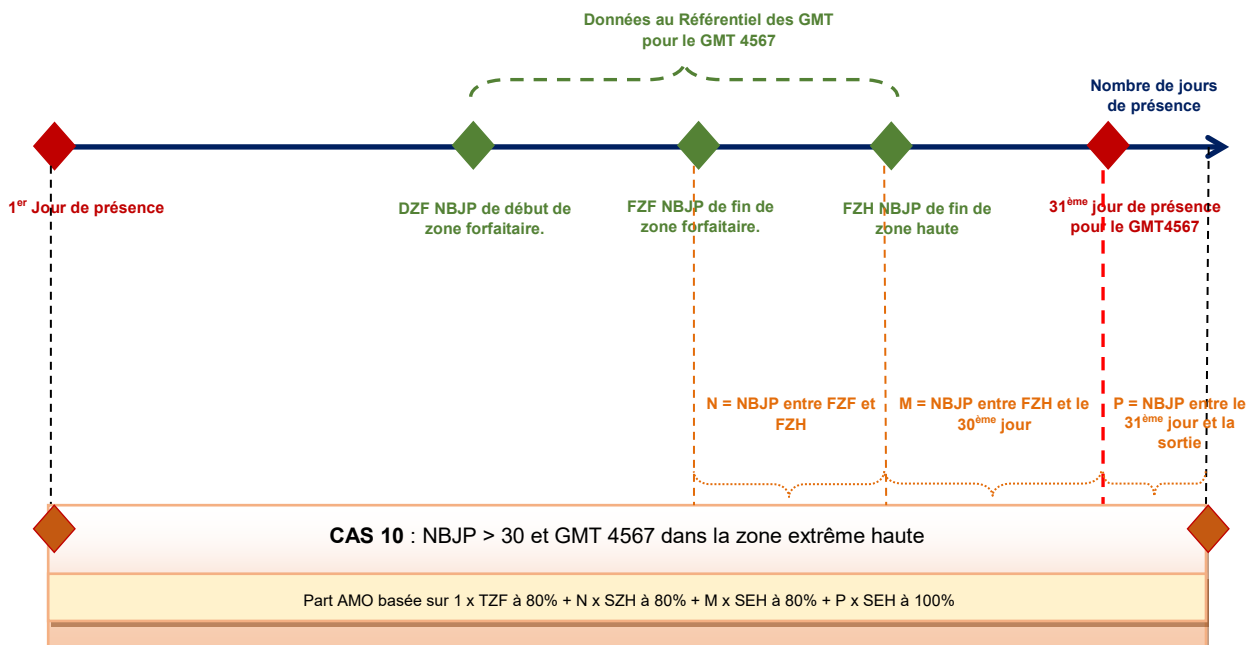 Données au Référentiel des GMT
pour le GMT 4567
Nombre de jours
de présence
1er Jour de présence
DZF NBJP de début de
zone forfaitaire.
FZF NBJP de fin de
zone forfaitaire.
FZH NBJP de fin de
zone haute
31ème jour de présence
pour le GMT4567
N = NBJP entre FZF et
FZH
M = NBJP entre FZH et le
30ème jour
P = NBJP entre le
31ème jour et la
sortie
CAS 10 : NBJP > 30 et GMT 4567 dans la zone extrême haute
Part AMO basée sur 1 x TZF à 80% + N x SZH à 80% + M x SEH à 80% + P x SEH à 100%